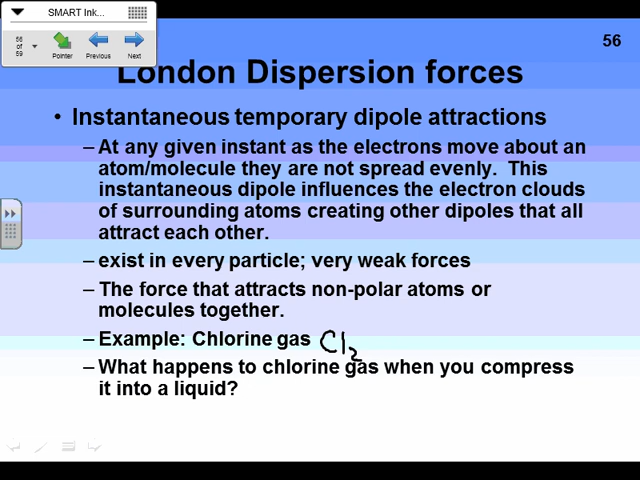 SMART Ink...
56
of
59
Pointer
Previous
Next
56
London Dispersion forces
• Instantaneous temporary dipole attractions
– At any given instant as the electrons move about an
atom/molecule they are not spread evenly. This
instantaneous dipole influences the electron clouds
of surrounding atoms creating other dipoles that all
attract each other.
– exist in every particle; very weak forces
– The force that attracts non-polar atoms or
molecules together.
– Example: Chlorine gas Cl₂
– What happens to chlorine gas when you compress
it into a liquid?